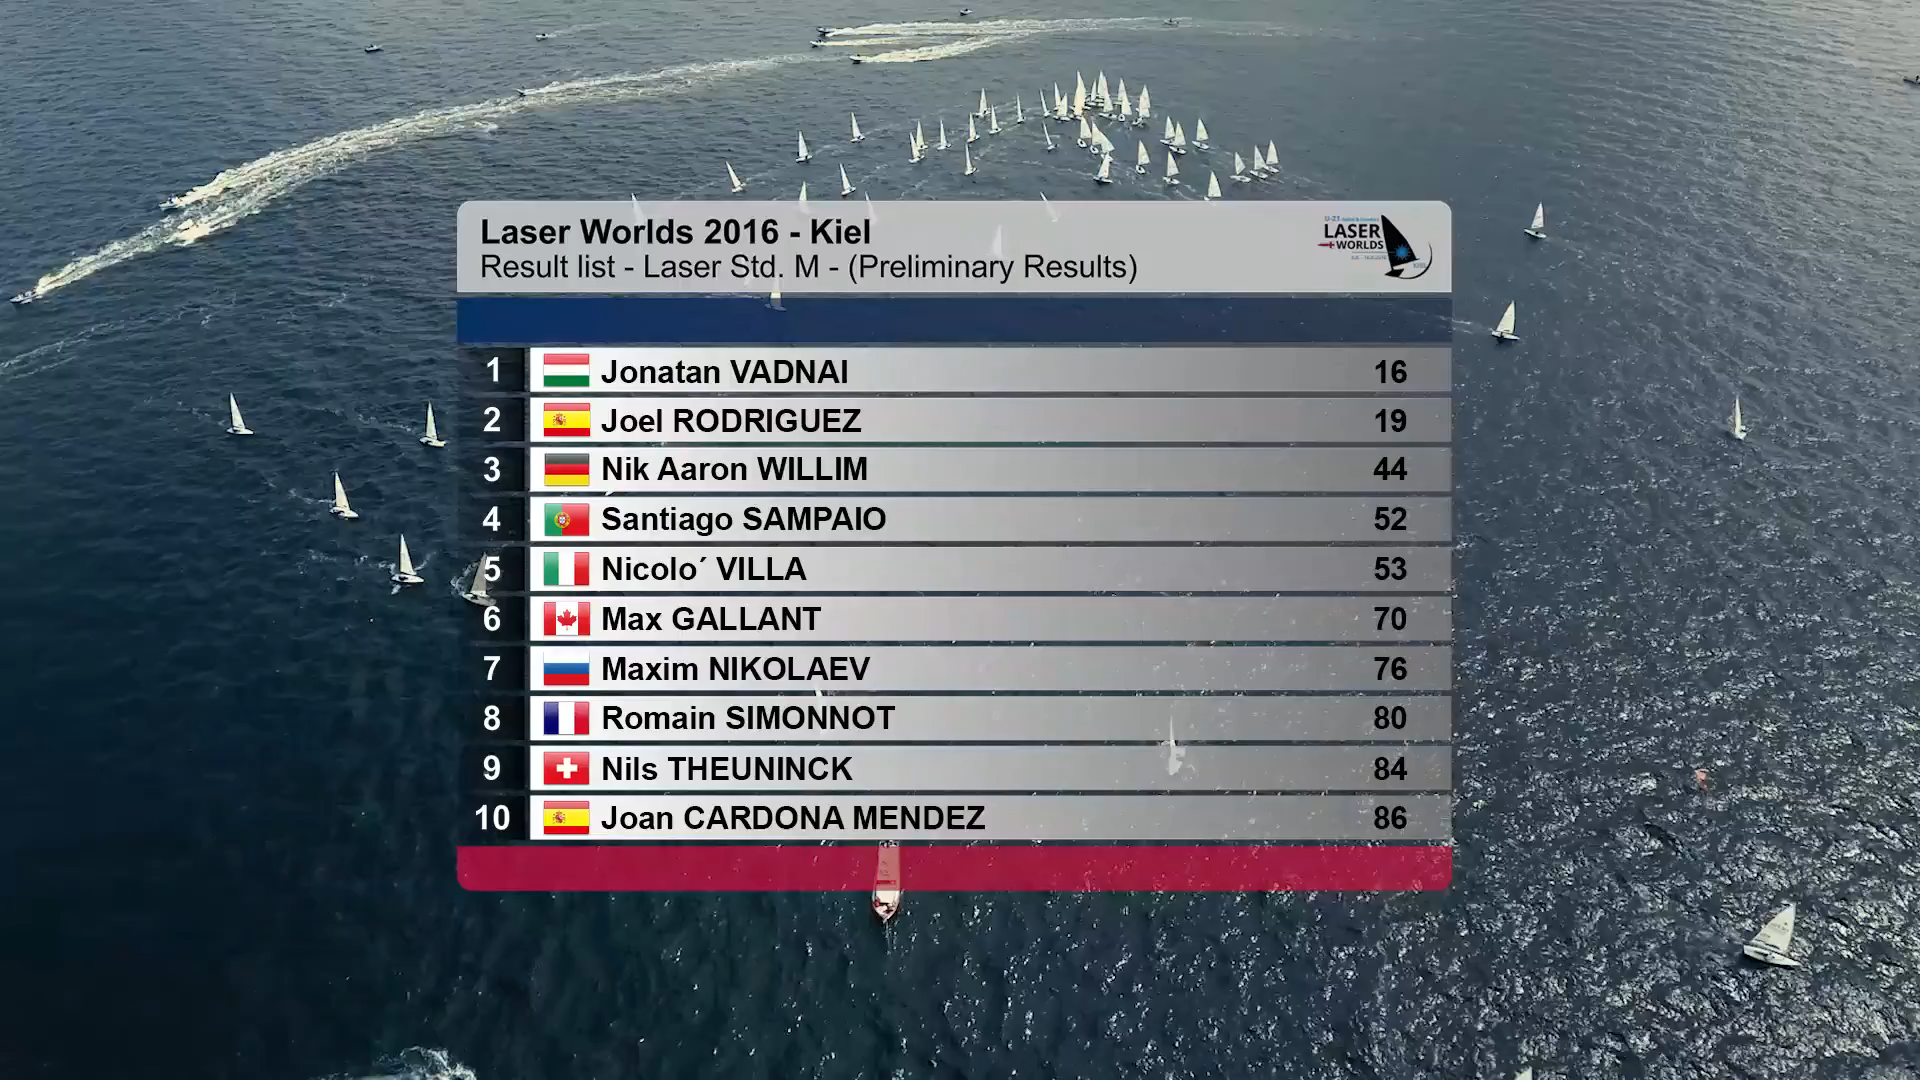 Laser Worlds 2016 - Kiel
Result list - Laser Std. M - (Preliminary Results)
U-21
LASER
WORLDS
1 Jonatan VADNAI 16
2 Joel RODRIGUEZ 19
3 Nik Aaron WILLIM 44
4 Santiago SAMPAIO 52
5 Nicolo´ VILLA 53
6 Max GALLANT 70
7 Maxim NIKOLAEV 76
8 Romain SIMONNOT 80
9 Nils THEUNINCK 84
10 Joan CARDONA MENDEZ 86